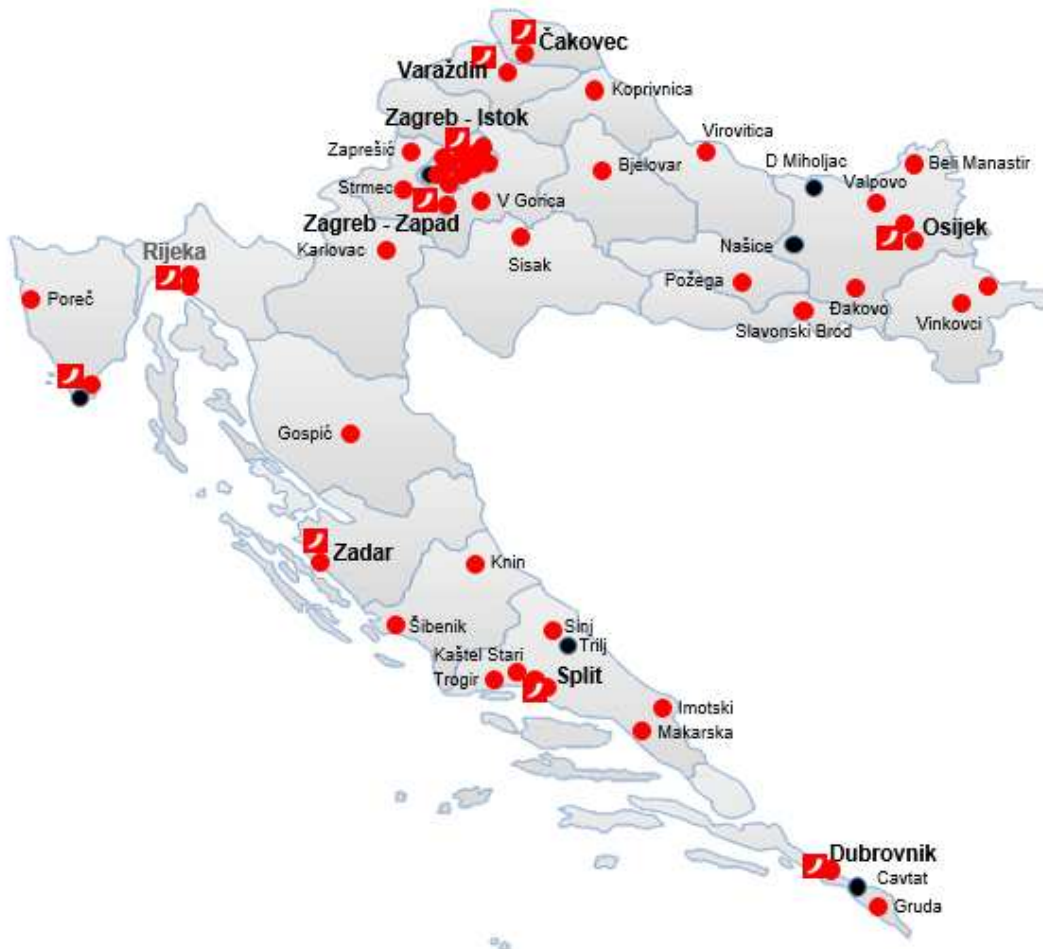 Čakovec
Varaždin
Koprivnica
Zagreb - Istok
Virovitica
Zaprešić
D Miholjac
Beli Manastir
Bjelovar
Strmec
Valpovo
V Gorica
Zagreb - Zapad
Osijek
Rijeka
Karlovac
Našice
Sisak
Požega
Poreč
Đakovo
Vinkovci
Slavonski Brod
Gospič
Zadar
Knin
Šibenik
Sinj
Trilj
Kaštel Stari
Trogir
Split
Imotski
Makarska
Dubrovnik
Cavtat
Gruda